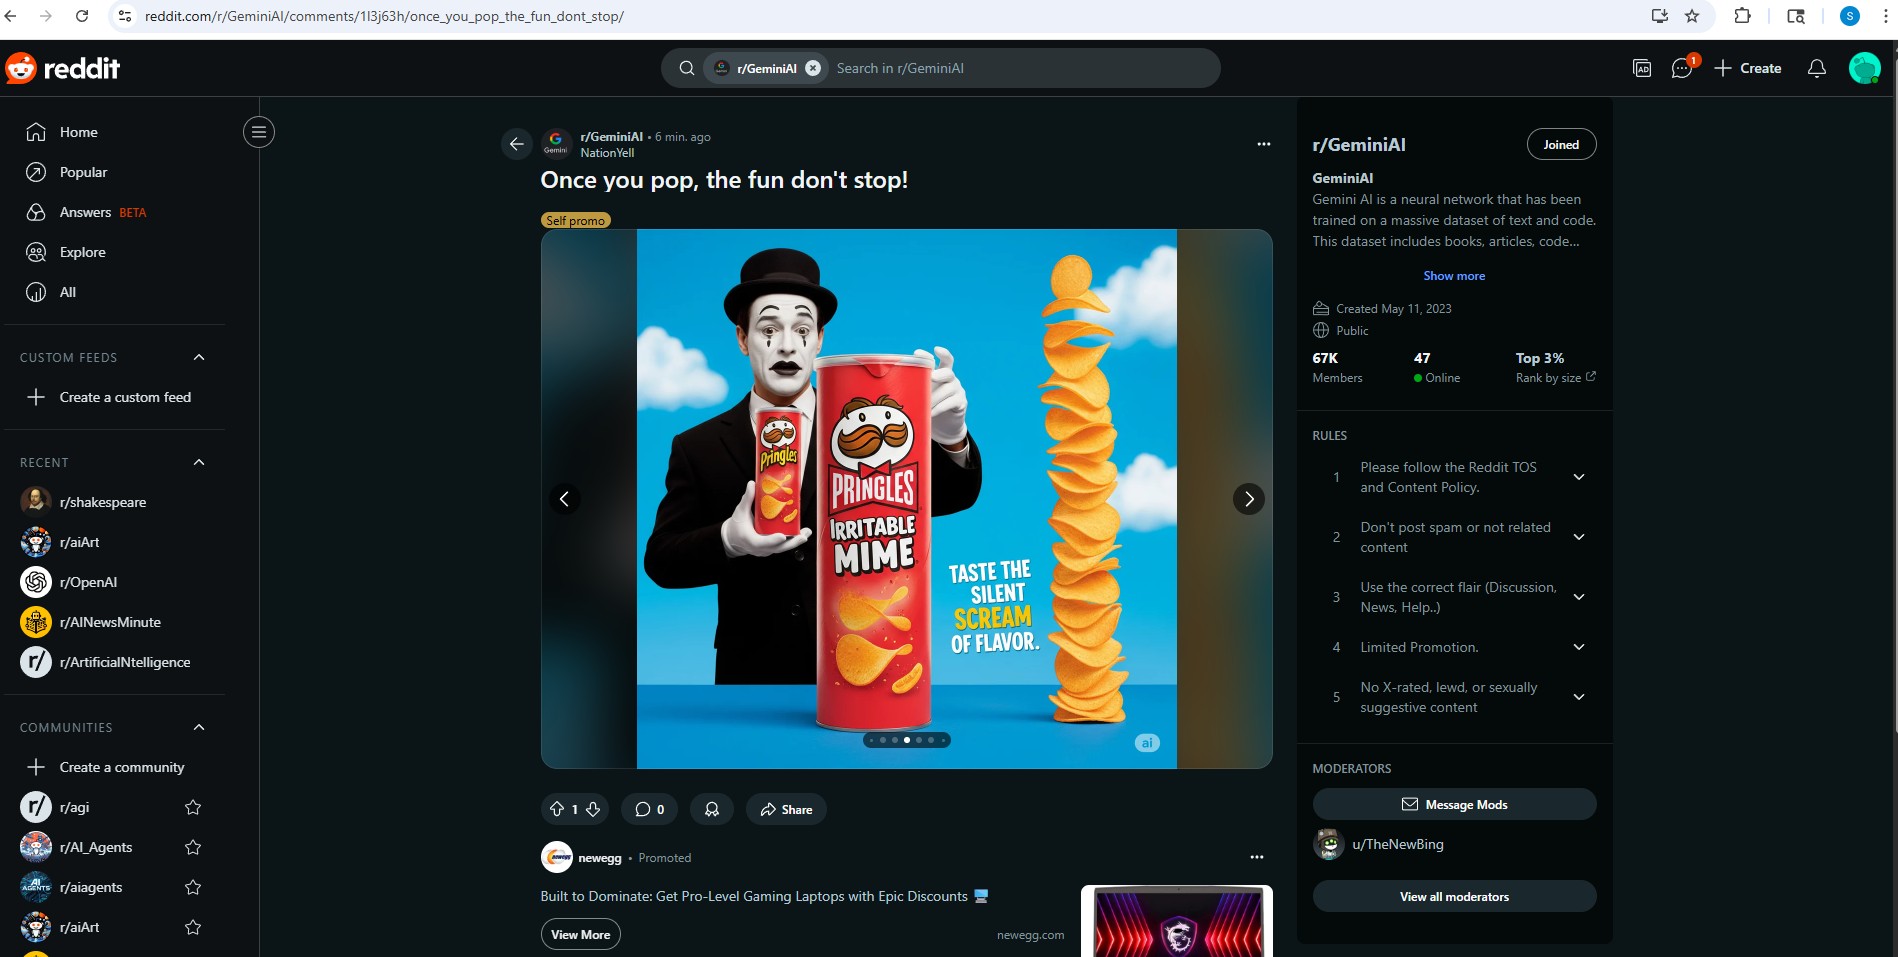 reddit.com/r/GeminiAI/comments/1l3j63h/once_you_pop_the_fun_dont_stop/
S
reddit
r/GeminiAI
Search in r/GeminiAI
AD
1
Create
Home
Popular
Answers BETA
Explore
All
CUSTOM FEEDS
Create a custom feed
RECENT
r/shakespeare
r/aiArt
r/OpenAI
r/AINewsMinute
r/ArtificialNtelligence
COMMUNITIES
Create a community
r/agi
r/AI_Agents
r/aiagents
r/aiArt
Gemini
r/GeminiAI • 6 min. ago
NationYell
Once you pop, the fun don't stop!
Self promo
Pringles
PRINGLES
IRRITABLE
MIME
TASTE THE
SILENT
SCREAM
OF FLAVOR.
ai
1
0
Share
newegg • Promoted
Built to Dominate: Get Pro-Level Gaming Laptops with Epic Discounts
View More
newegg.com
r/GeminiAI
Joined
GeminiAI
Gemini AI is a neural network that has been
trained on a massive dataset of text and code.
This dataset includes books, articles, code...
Show more
Created May 11, 2023
Public
67K
Members
47
Online
Top 3%
Rank by size
RULES
1 Please follow the Reddit TOS
and Content Policy.
2 Don't post spam or not related
content
3 Use the correct flair (Discussion,
News, Help..)
4 Limited Promotion.
5 No X-rated, lewd, or sexually
suggestive content
MODERATORS
Message Mods
u/TheNewBing
View all moderators